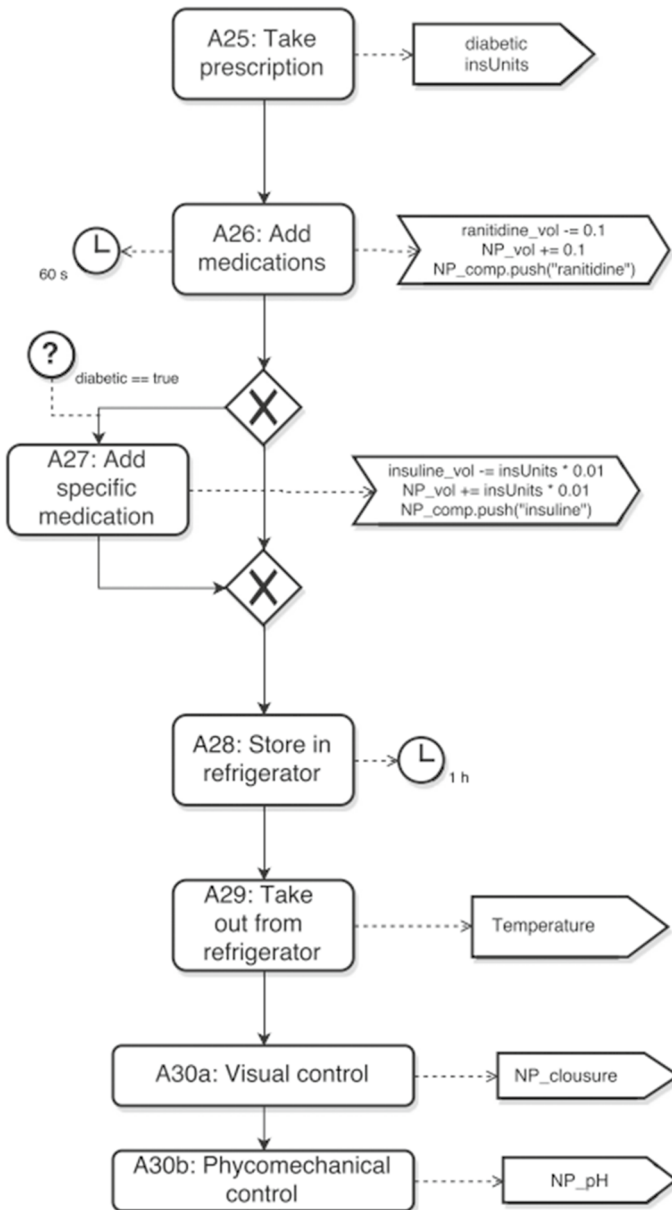 A25: Take
prescription
diabetic
insUnits
A26: Add
medications
60 s
ranitidine_vol -= 0.1
NP_vol += 0.1
NP_comp.push("ranitidine")
?
diabetic == true
X
A27: Add
specific
medication
insuline_vol -= insUnits * 0.01
NP_vol += insUnits * 0.01
NP_comp.push("insuline")
X
A28: Store in
refrigerator
1 h
A29: Take
out from
refrigerator
Temperature
A30a: Visual control
NP_clousure
A30b: Phycomechanical
control
NP_pH